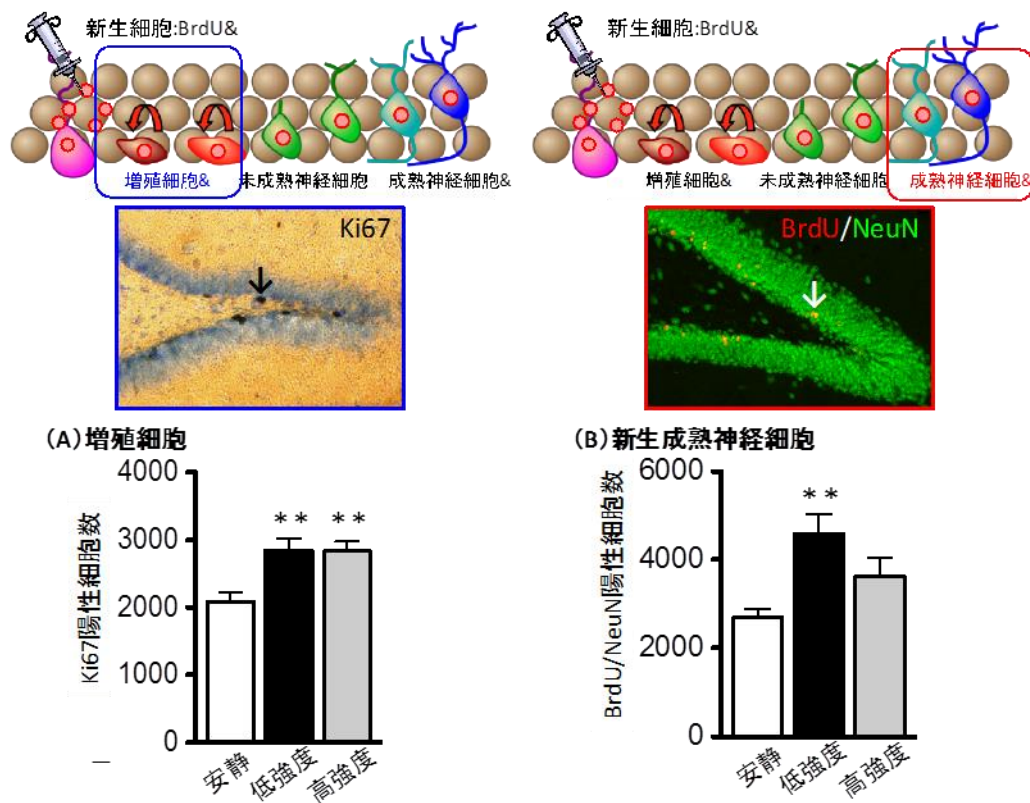 新生細胞:BrdU&
増殖細胞&
未成熟神経細胞
成熟神経細胞&
Ki67
(A)増殖細胞
Ki67陽性細胞数
4000
3000
2000
1000
0
**
**
安静
低強度
高強度
新生細胞:BrdU&
増殖細胞&
未成熟神経細胞
成熟神経細胞&
BrdU/NeuN
(B)新生成熟神経細胞
BrdU/NeuN陽性細胞数
6000
4000
2000
0
**
安静
低強度
高強度